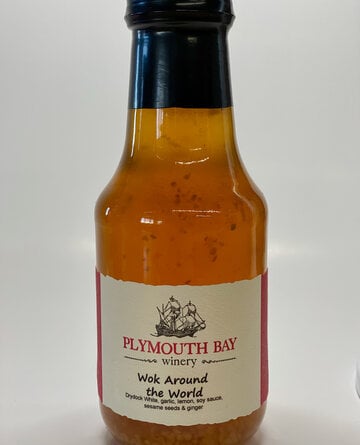 PLYMOUTH BAY
winery
Wok Around
the World
Drydock White, garlic, lemon, soy sauce,
sesame seeds & ginger